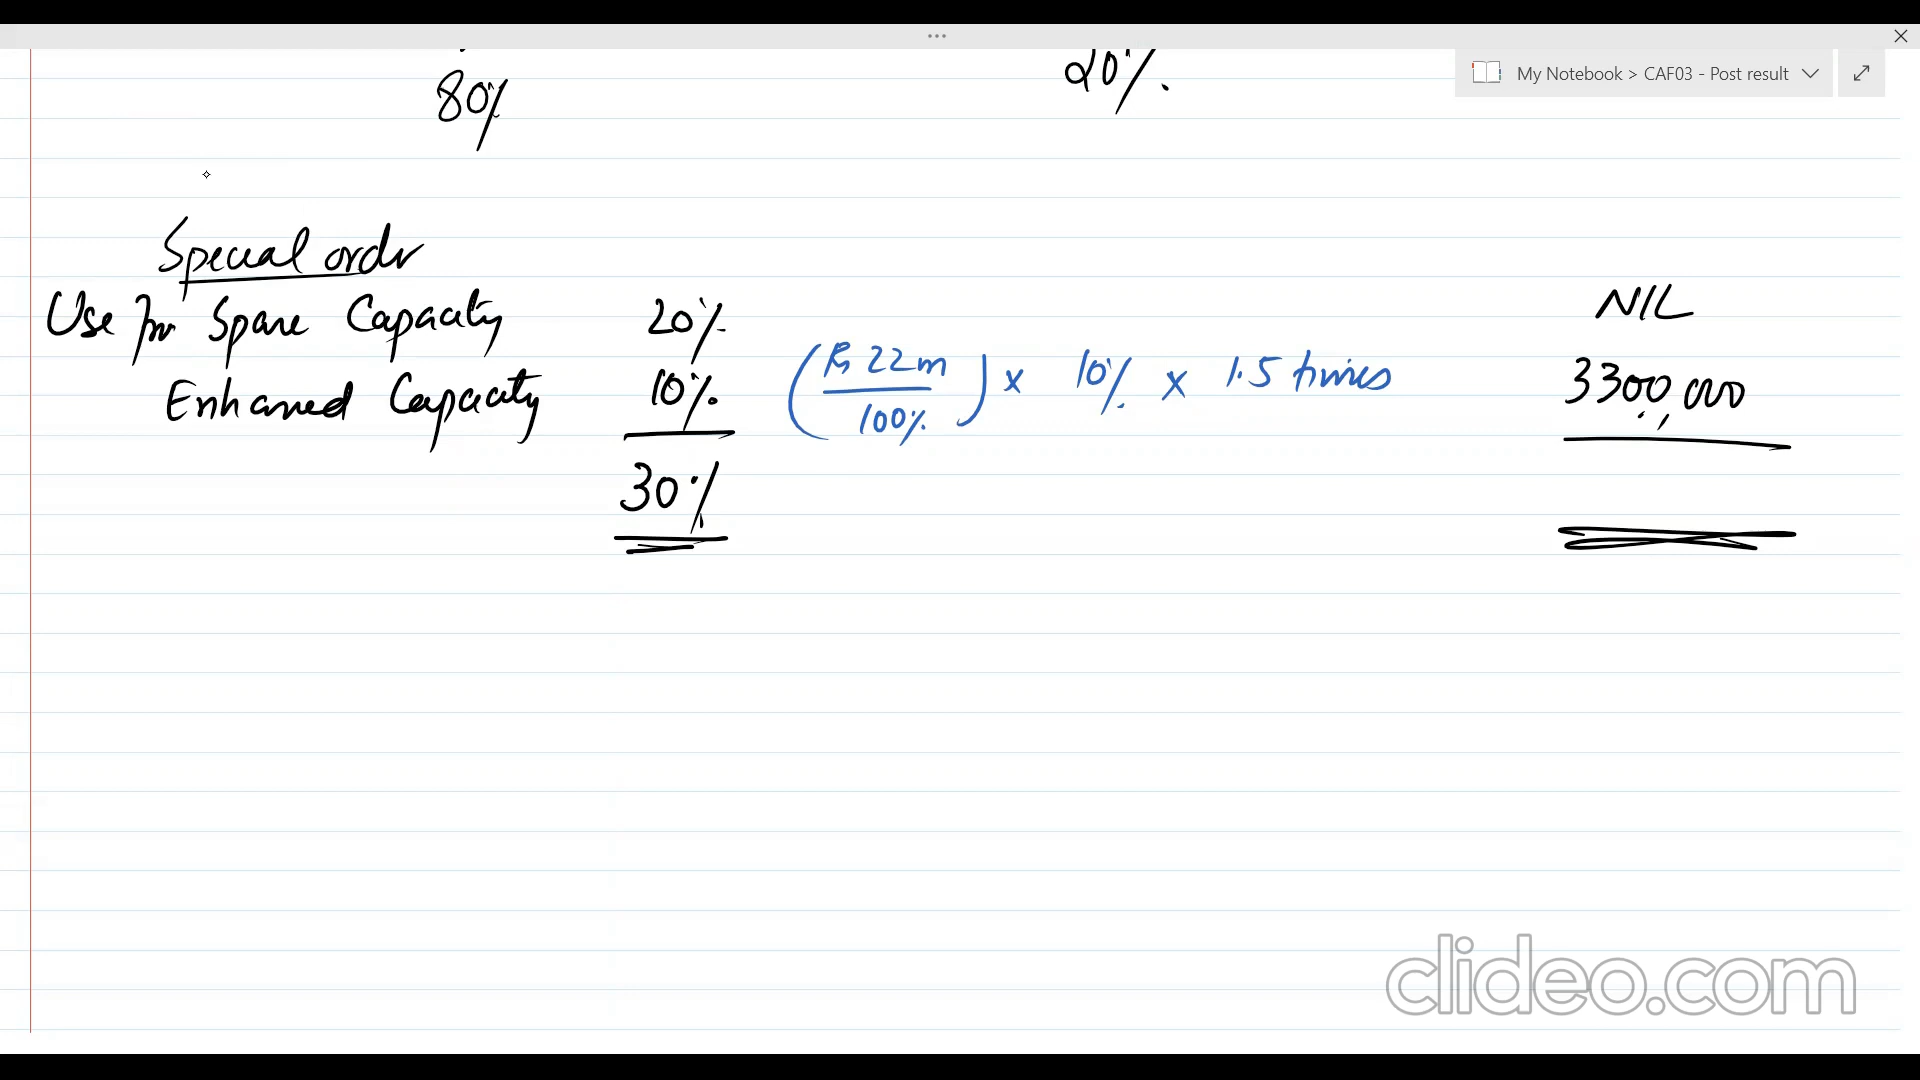 My Notebook > CAF03 - Post result
80% 20%.
Special order
Use for Spare Capacity 20%. NIL
Enhanced Capacity 10%. (Rs 22m / 100%) x 10% x 1.5 times 3300,000
30%
clideo.com